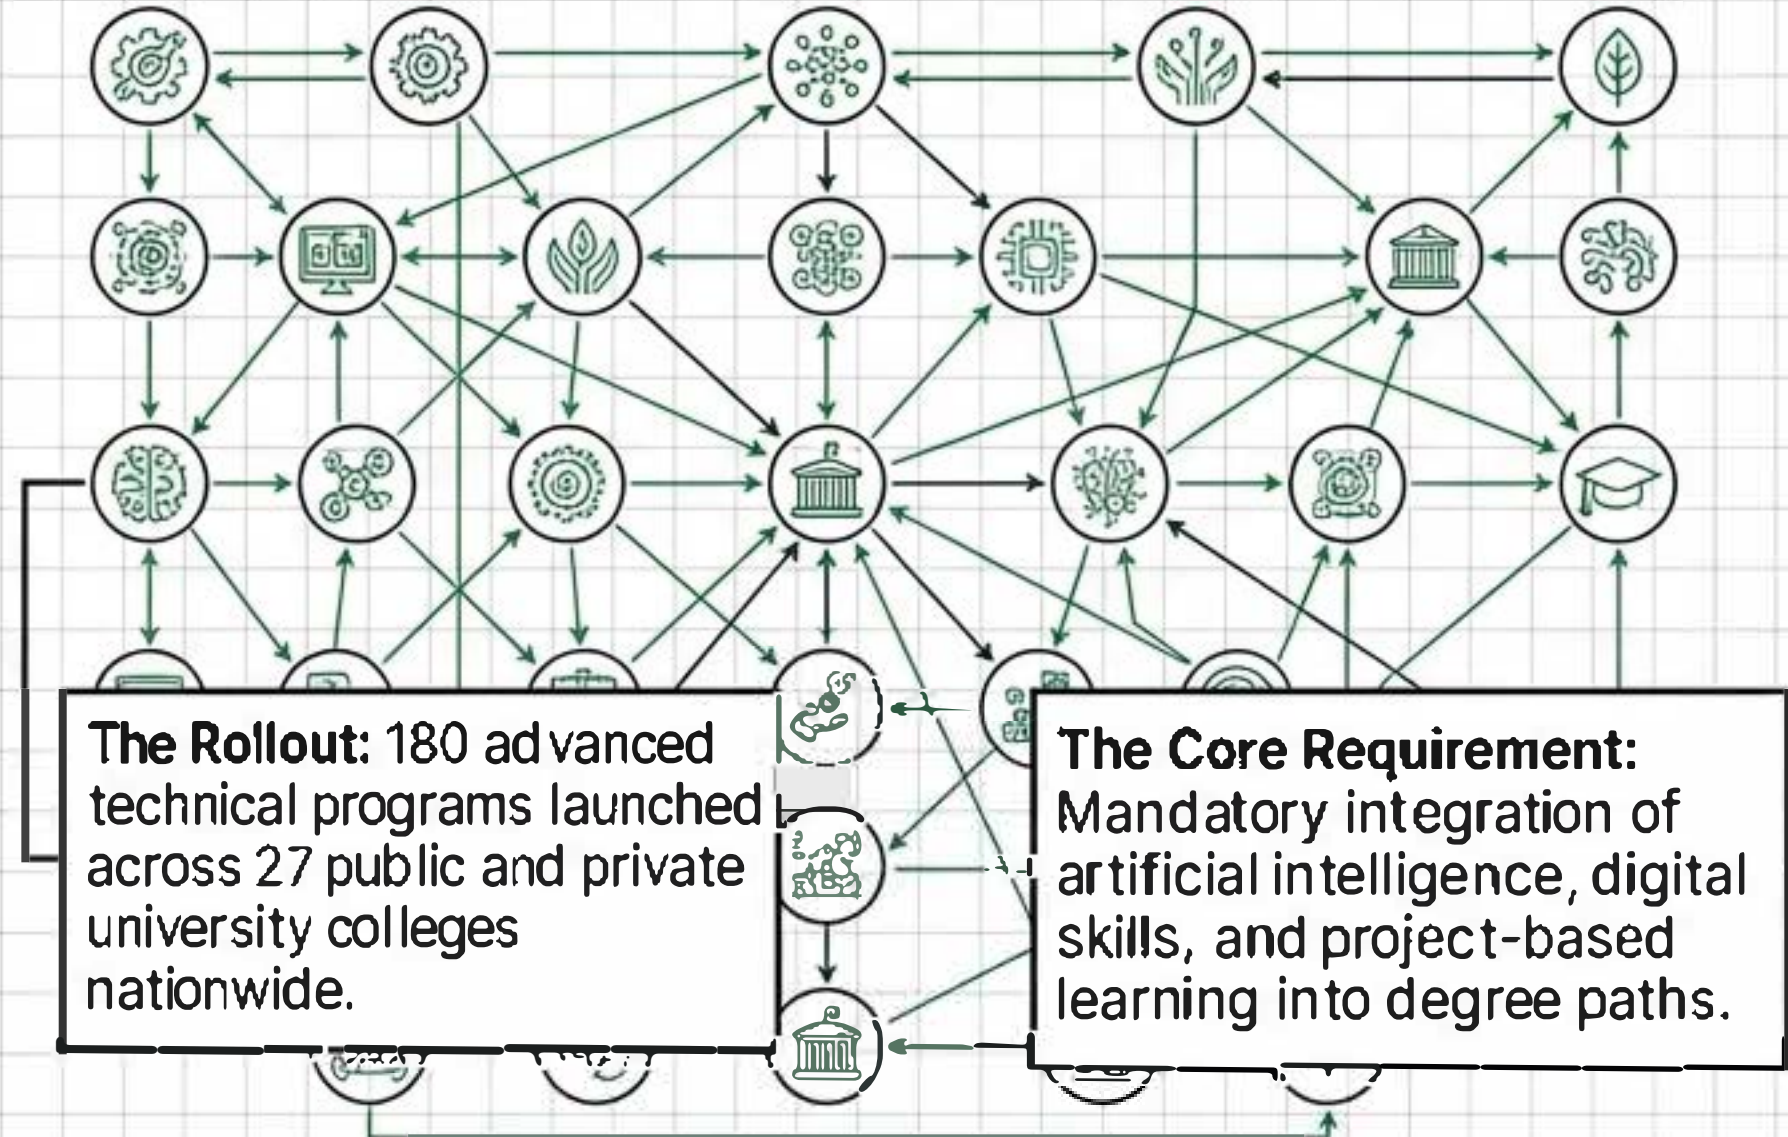 The Rollout: 180 advanced
technical programs launched
across 27 public and private
university colleges
nationwide.
The Core Requirement:
Mandatory integration of
artificial intelligence, digital
skills, and project-based
learning into degree paths.